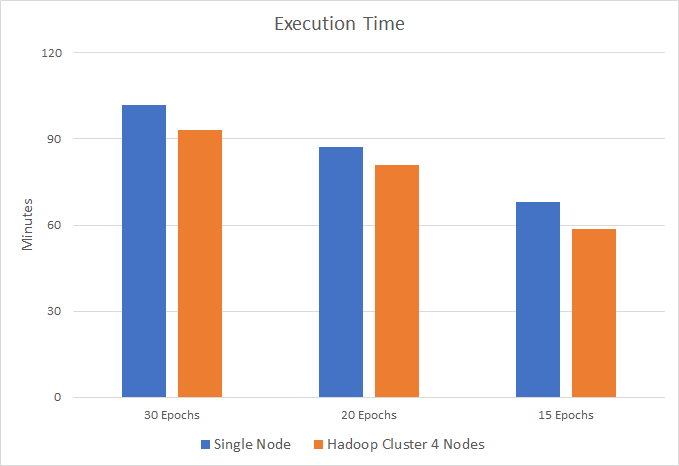 Execution Time
120
90
60
30
0
Minutes
30 Epochs
20 Epochs
15 Epochs
Single Node
Hadoop Cluster 4 Nodes